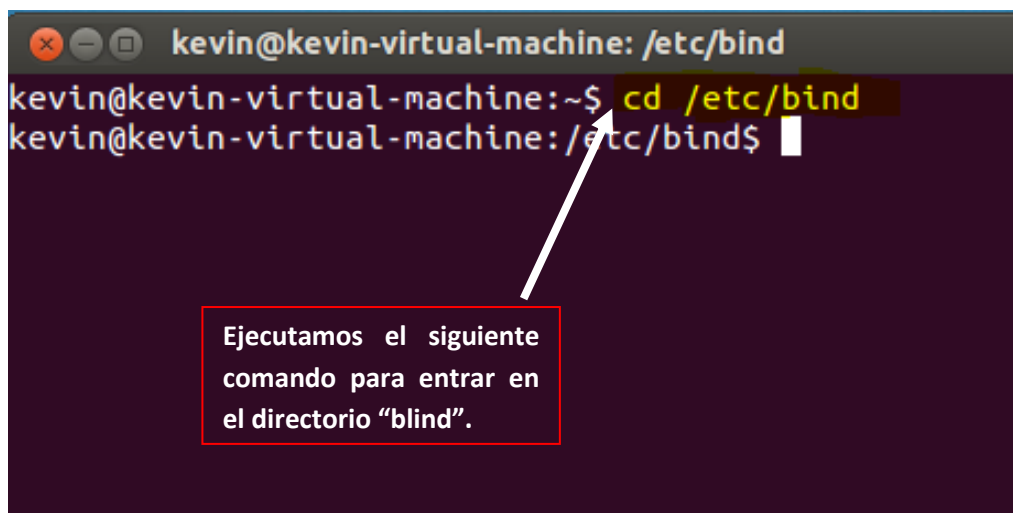 kevin@kevin-virtual-machine: /etc/bind
kevin@kevin-virtual-machine:~$ cd /etc/bind
kevin@kevin-virtual-machine:/etc/bind$
Ejecutamos el siguiente
comando para entrar en
el directorio “blind”.